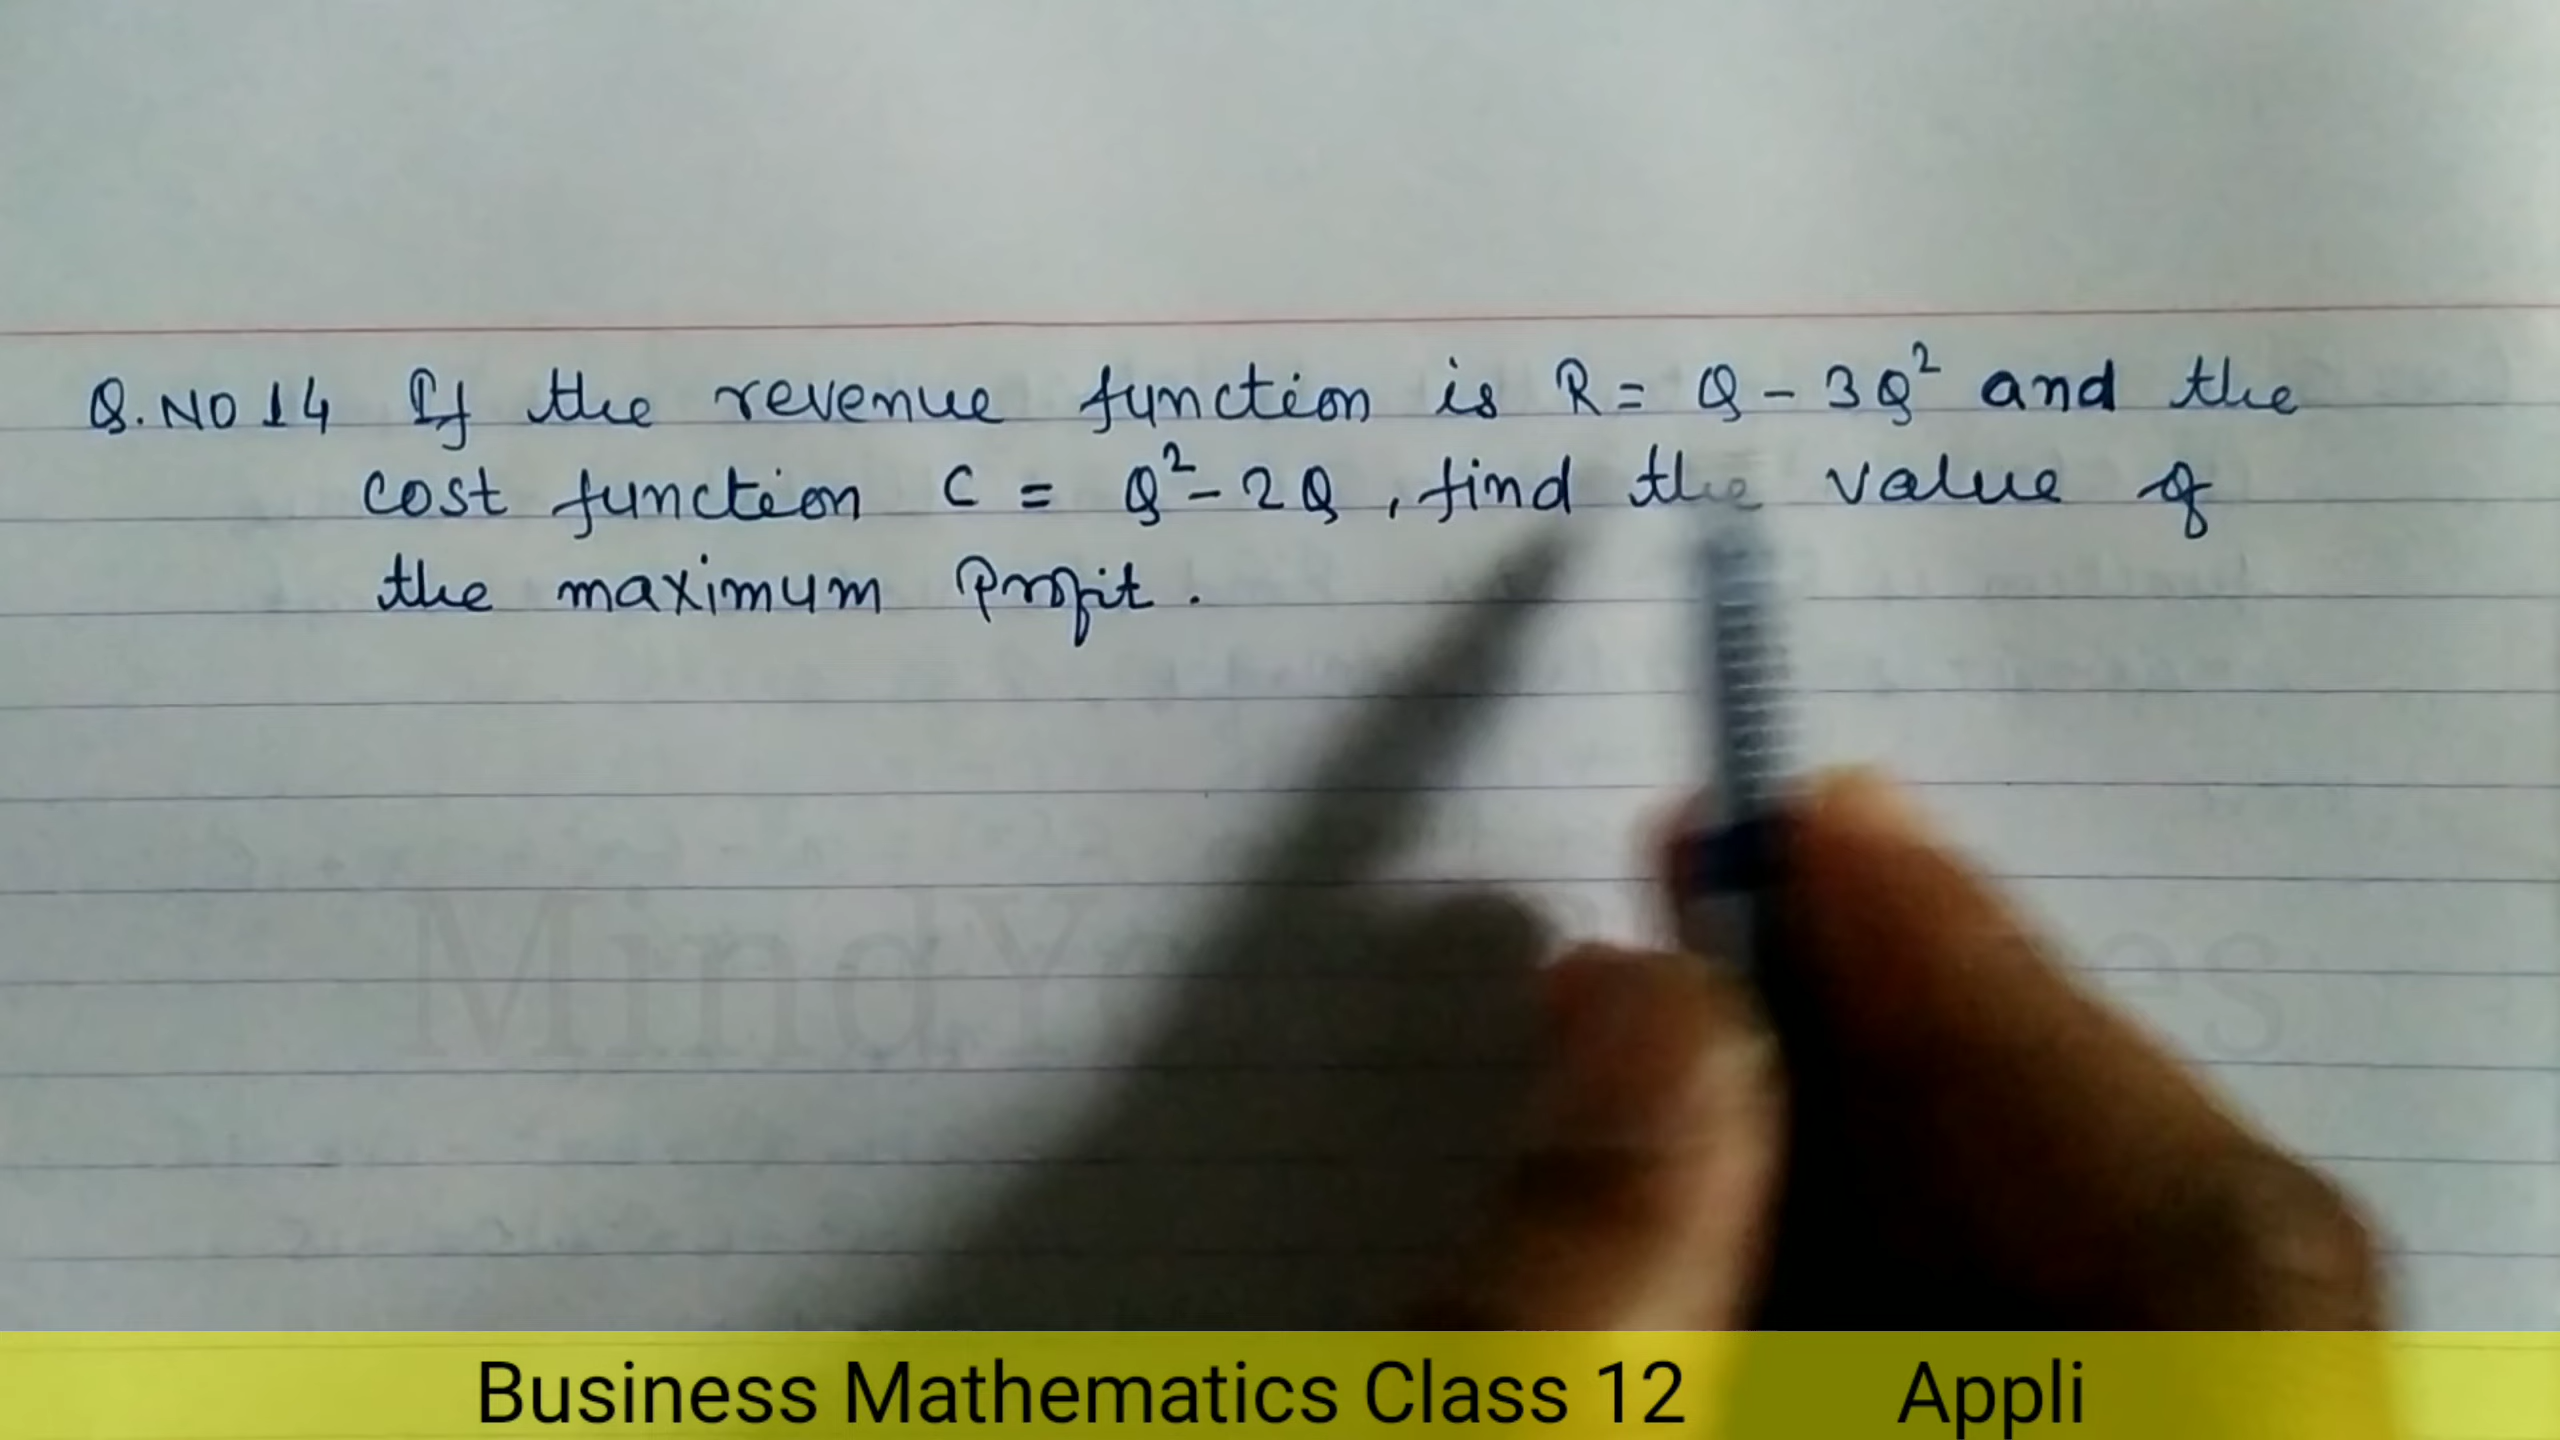 Q.NO 14 If the revenue function is R = Q - 3Q² and the
cost function C = Q² - 2Q , find the value of
the maximum Profit .
Business Mathematics Class 12 Appli